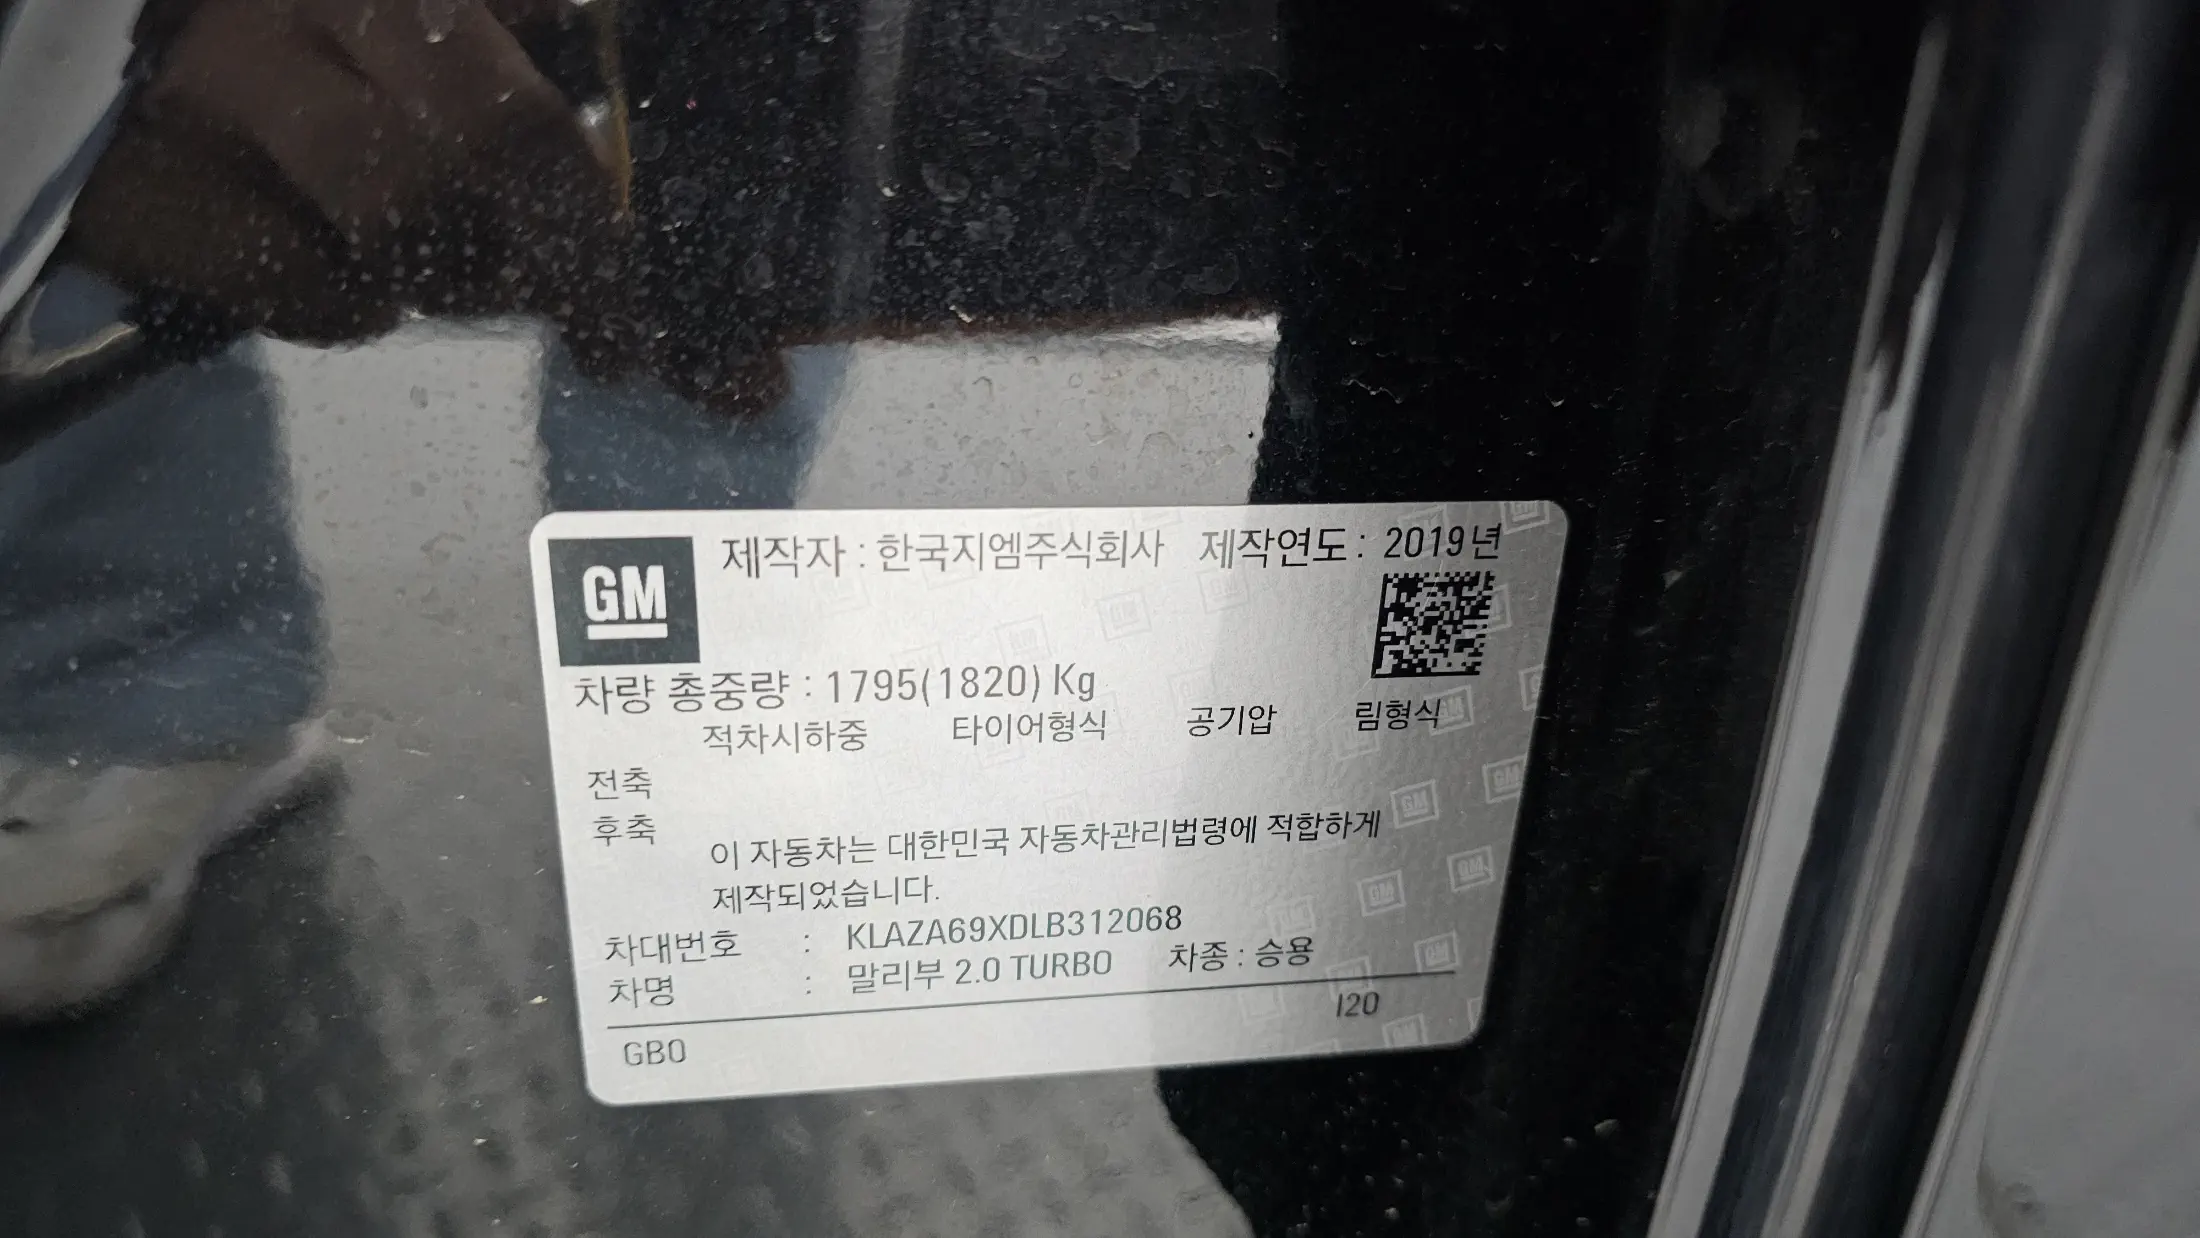 GM
제작자 : 한국지엠주식회사 제작연도 : 2019년
차량 총중량 : 1795(1820) Kg
적차시하중 타이어형식 공기압 림형식
전축
후축
이 자동차는 대한민국 자동차관리법령에 적합하게
제작되었습니다.
차대번호 : KLAZA69XDLB312068
차명 : 말리부 2.0 TURBO 차종 : 승용
I20
GB0